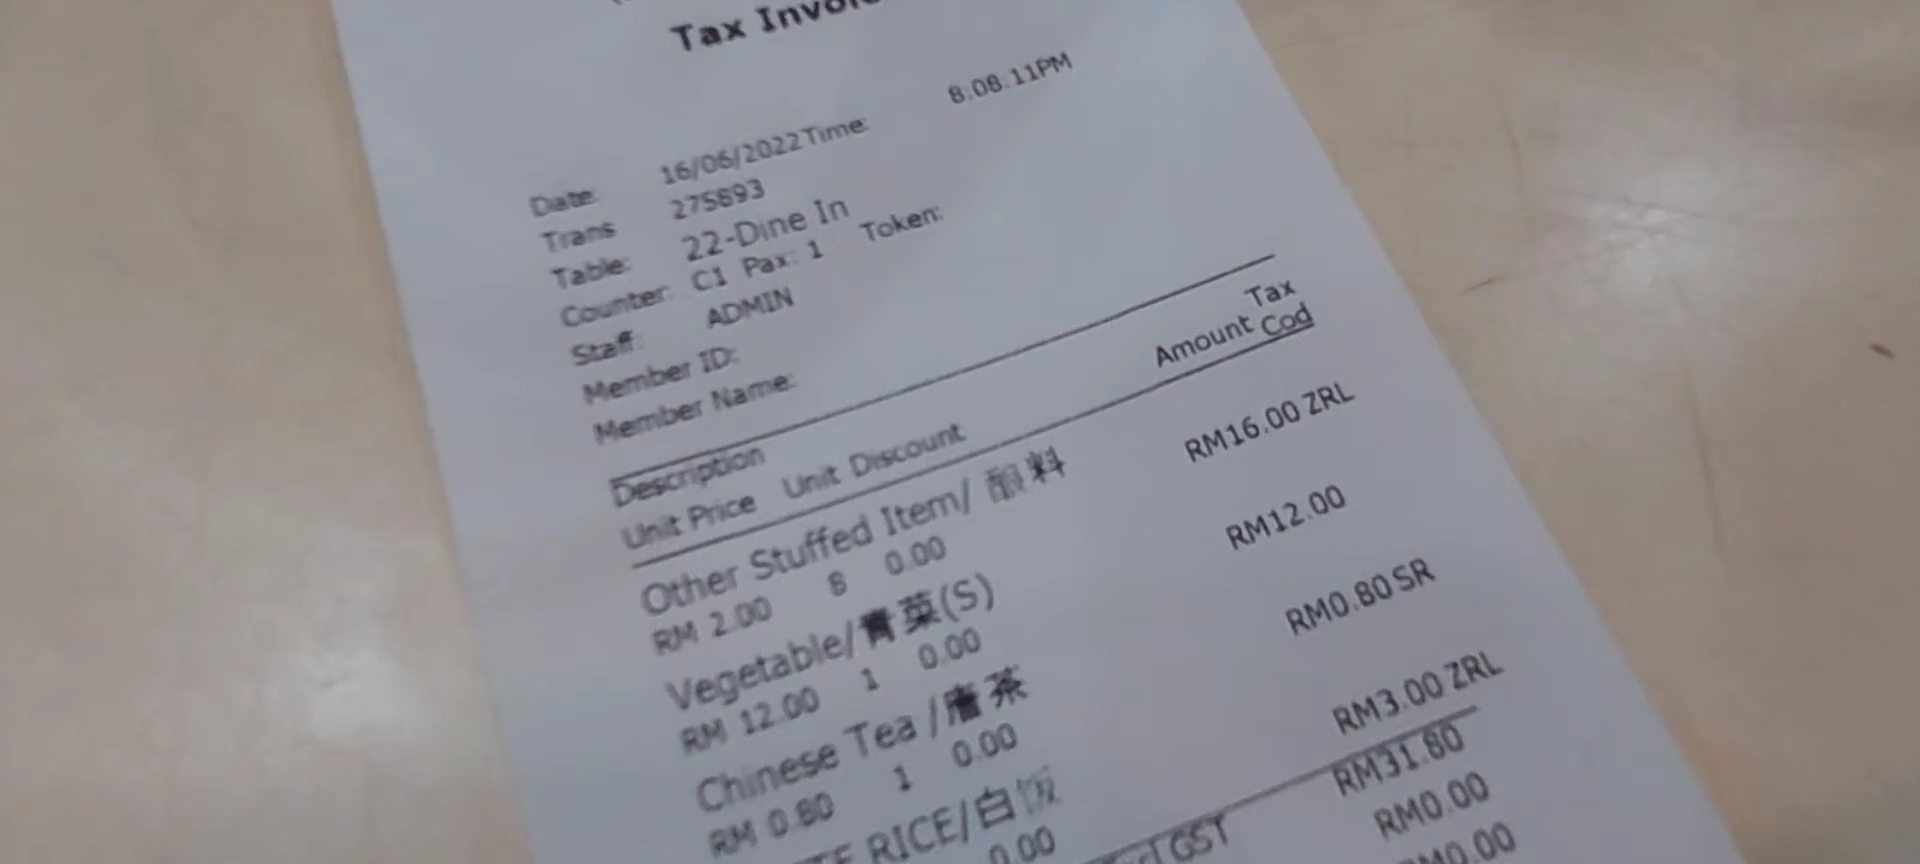 Tax Invoice
8:08:11PM
Date: 16/06/2022 Time:
Trans 275893
Table: 22-Dine In
Counter: C1 Pax: 1 Token:
Staff: ADMIN
Member ID:
Member Name:
Description Amount Tax Cod
Unit Price Unit Discount
Other Stuffed Item/ 酿料 RM16.00 ZRL
RM 2.00 8 0.00
Vegetable/青菜(S) RM12.00
RM 12.00 1 0.00
Chinese Tea /唐茶 RM0.80 SR
RM 0.80 1 0.00
RICE/白饭 RM3.00 ZRL
0.00
RM31.80
GST RM0.00
RM0.00